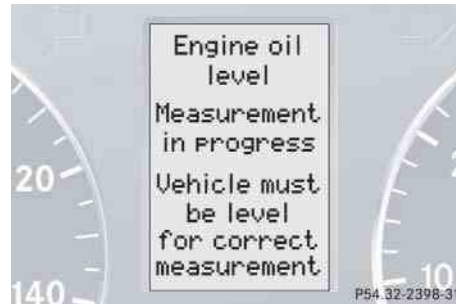 Engine oil
level
Measurement
in progress
Vehicle must
be level
for correct
measurement
20
140
10
P54.32-2398-31